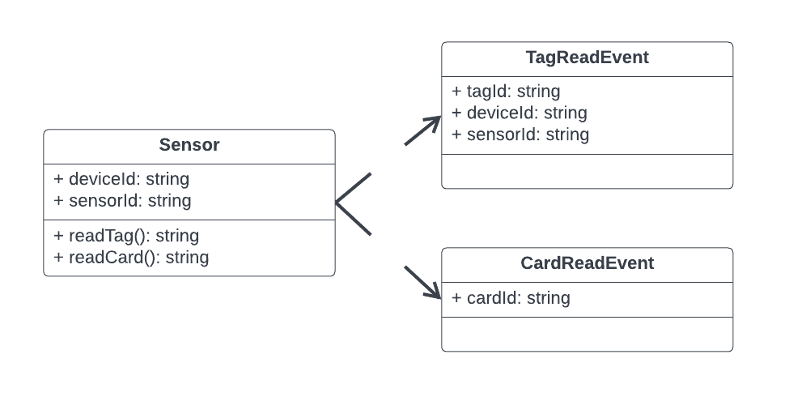 Sensor
+ deviceId: string
+ sensorId: string
+ readTag(): string
+ readCard(): string
TagReadEvent
+ tagId: string
+ deviceId: string
+ sensorId: string
CardReadEvent
+ cardId: string